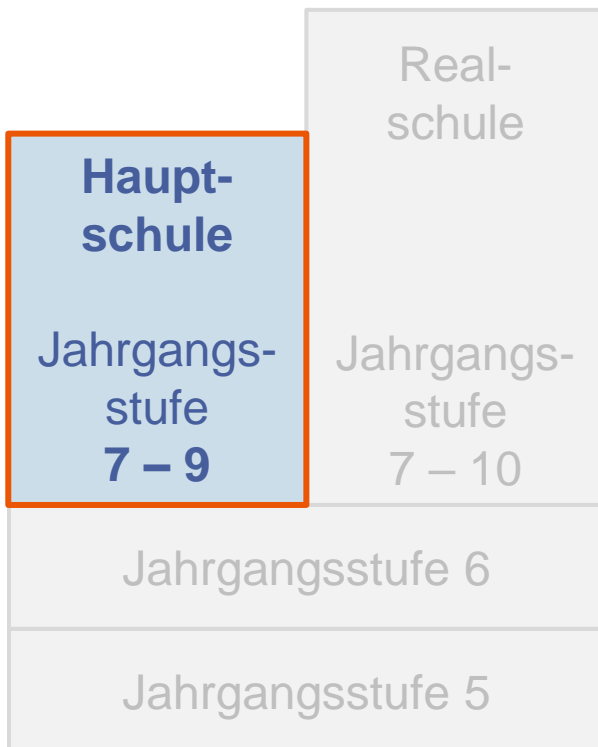 Haupt-
schule
Jahrgangs-
stufe
7 – 9
Real-
schule
Jahrgangs-
stufe
7 – 10
Jahrgangsstufe 6
Jahrgangsstufe 5